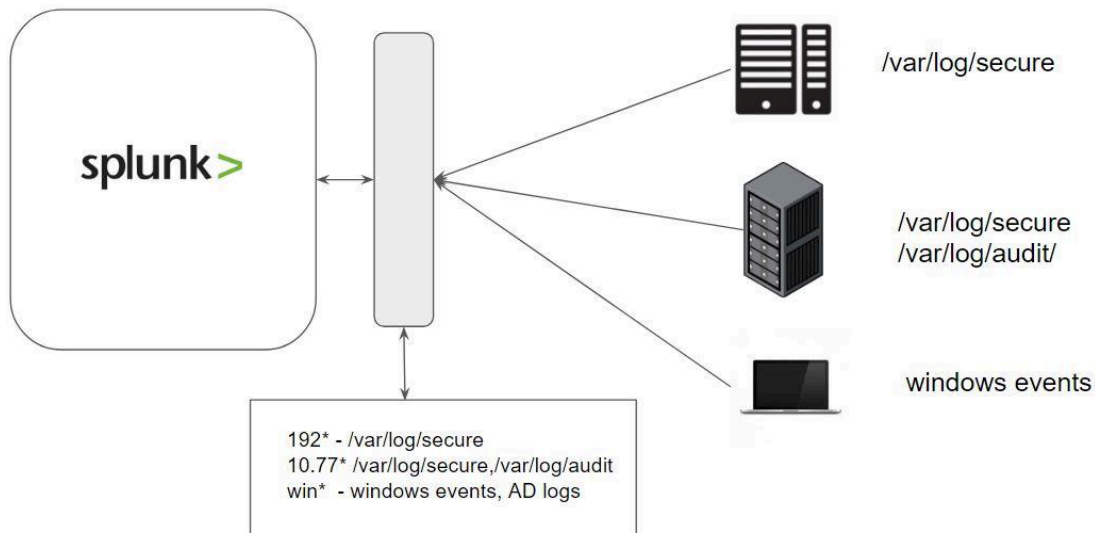 splunk>
/var/log/secure
/var/log/secure
/var/log/audit/
windows events
192* - /var/log/secure
10.77* /var/log/secure,/var/log/audit
win* - windows events, AD logs